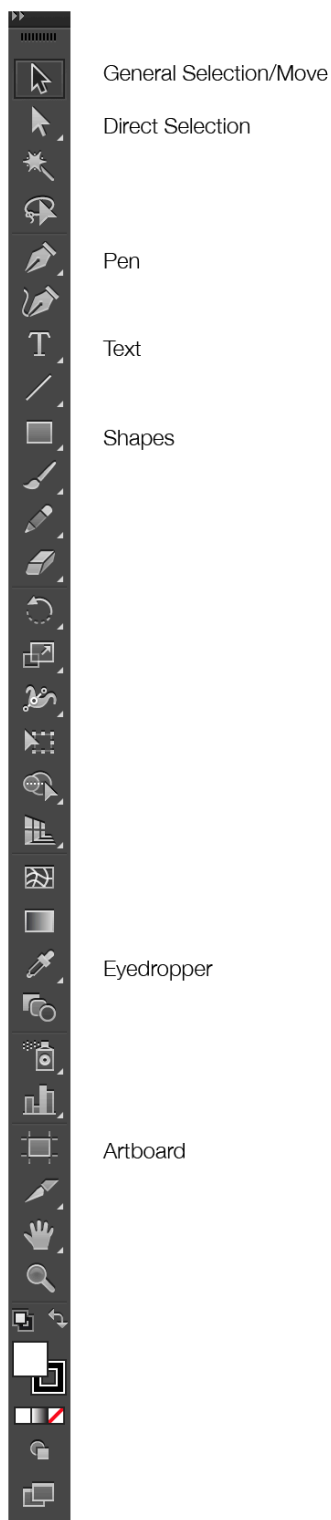 General Selection/Move
Direct Selection
Pen
Text
Shapes
Eyedropper
Artboard